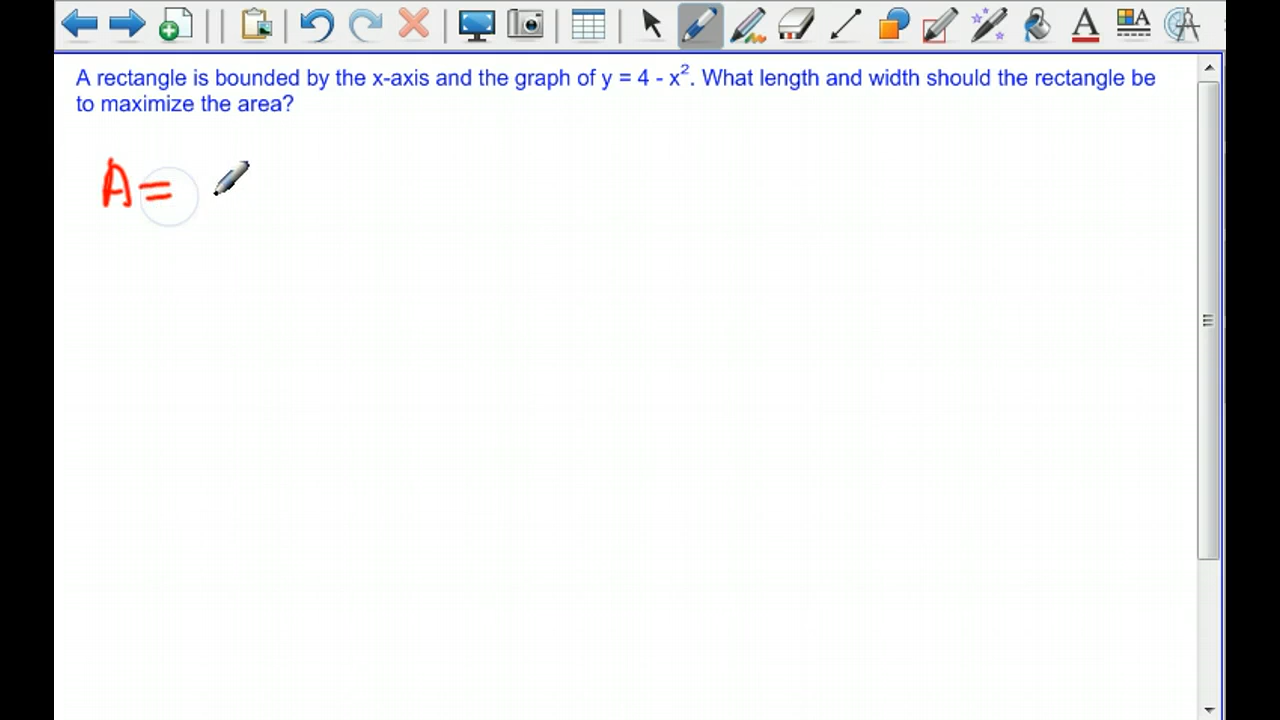 A rectangle is bounded by the x-axis and the graph of y = 4 - x². What length and width should the rectangle be
to maximize the area?
A=